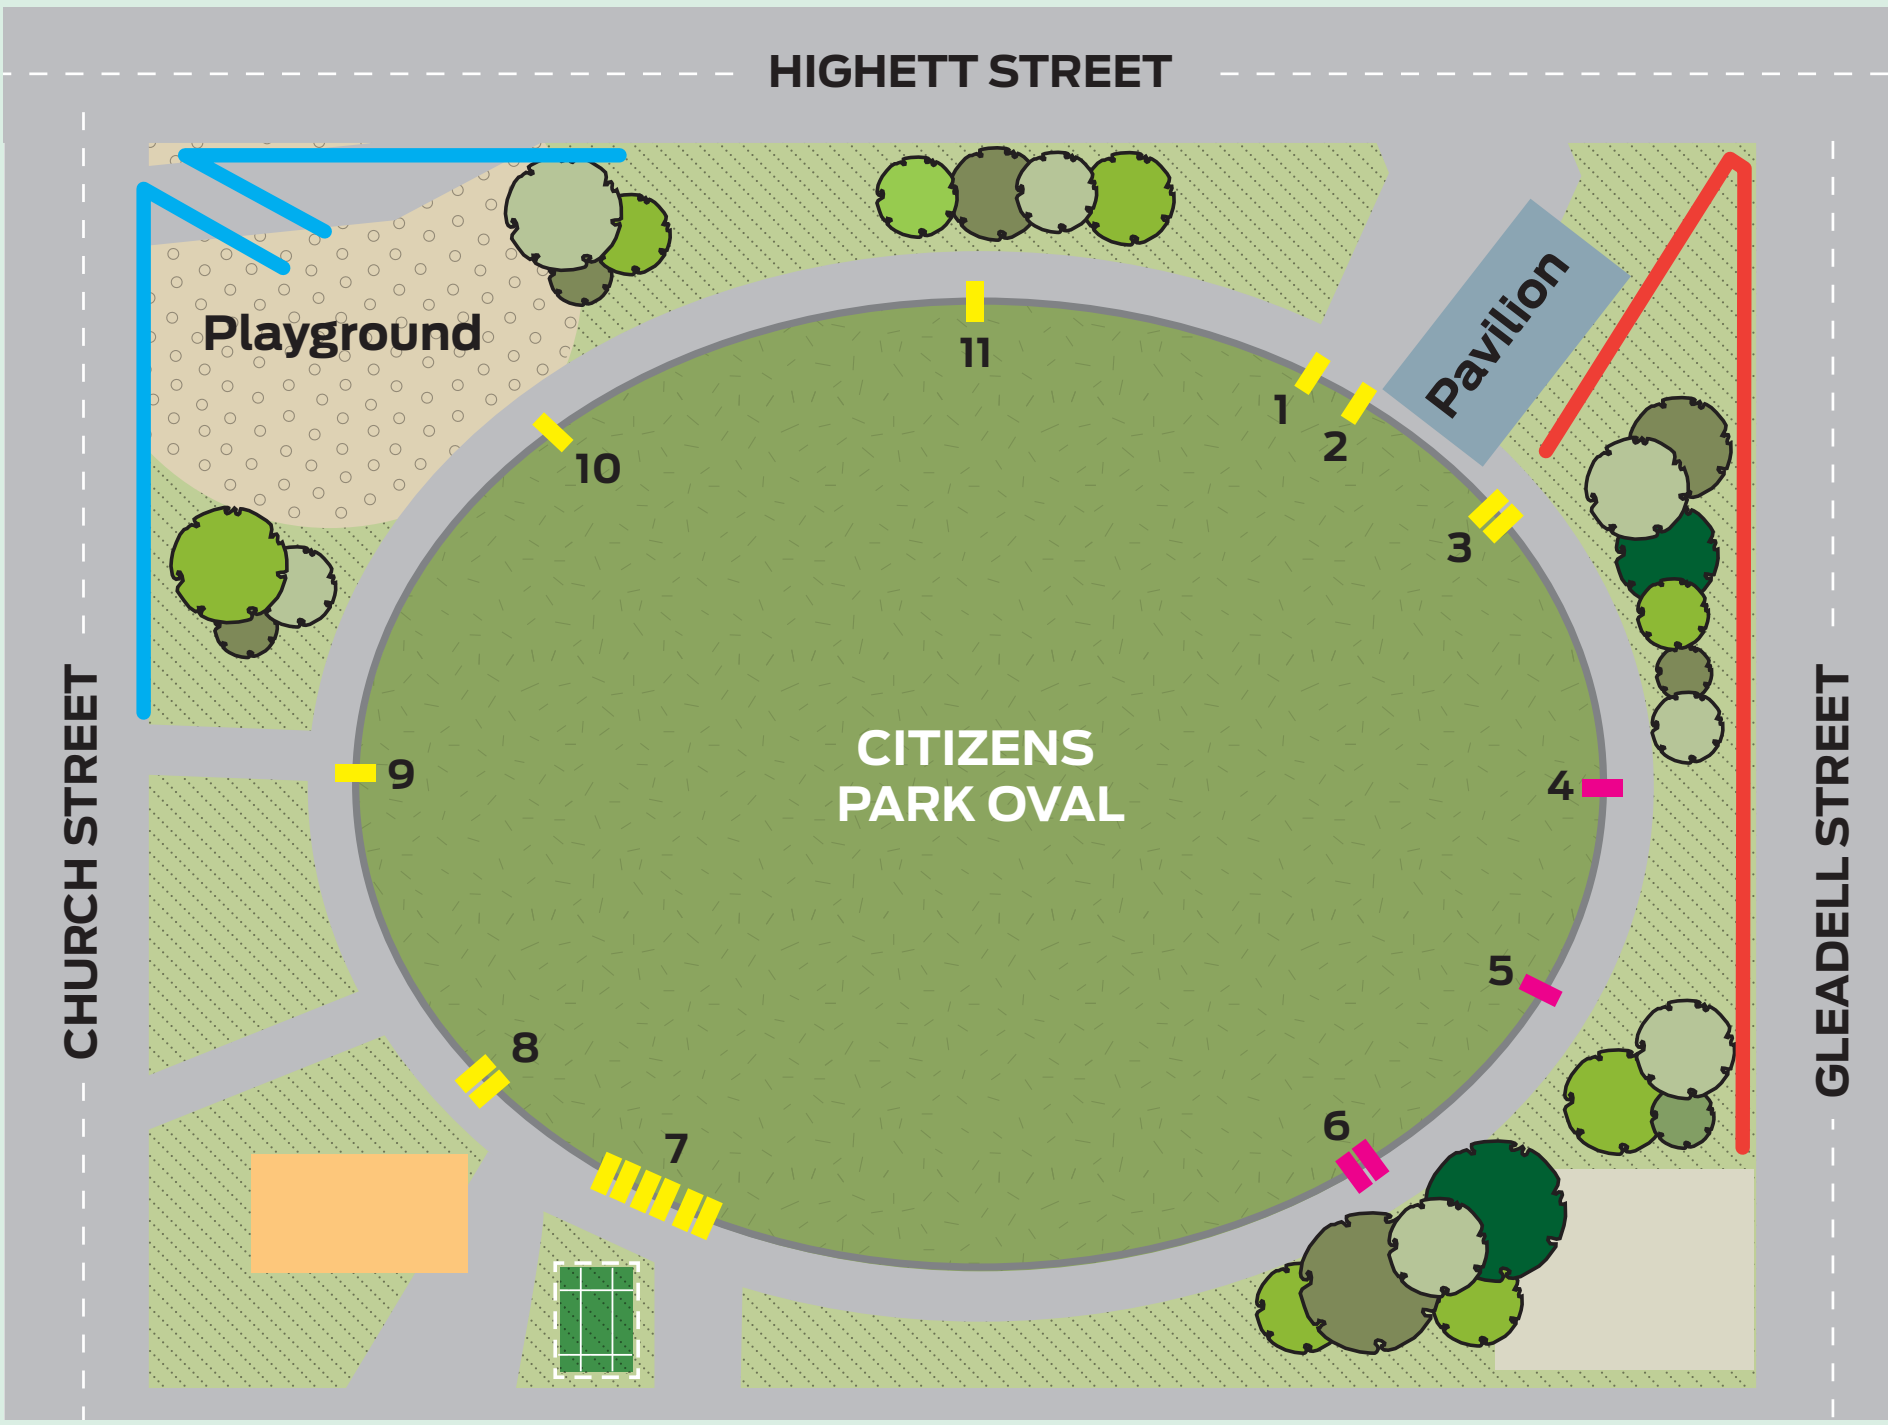 HIGHETT STREET
Playground
Pavilion
11
1
2
10
3
CITIZENS
PARK OVAL
9
4
5
8
6
7
CHURCH STREET
GLEADELL STREET